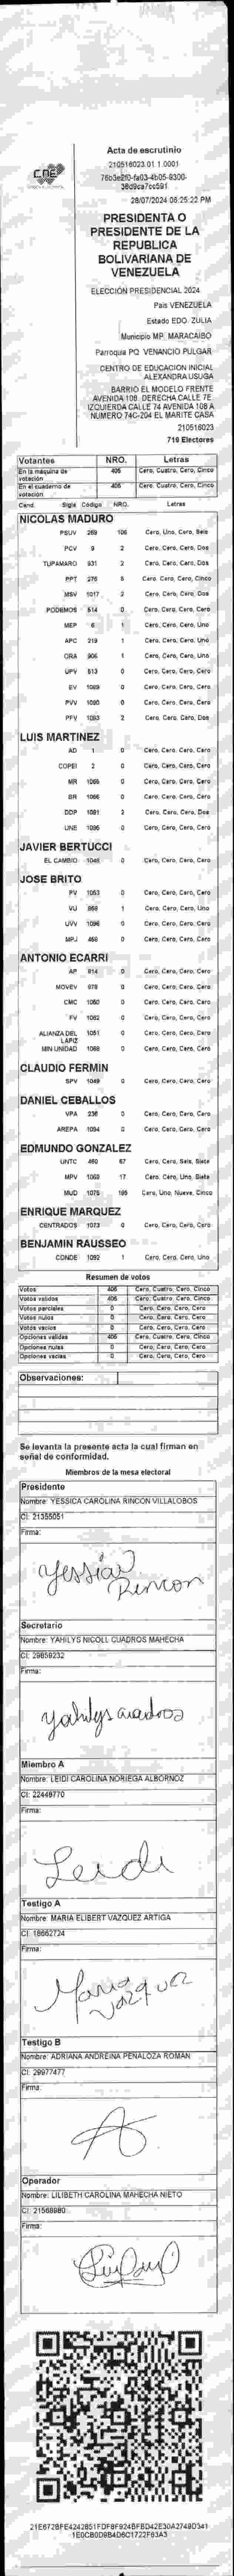 CNE
Acta de escrutinio
210516023.01.1.0001
28/07/2024 06:25:22 PM
PRESIDENTA O
PRESIDENTE DE LA
REPUBLICA
BOLIVARIANA DE
VENEZUELA
ELECCIÓN PRESIDENCIAL 2024
País VENEZUELA
Estado EDO. ZULIA
Municipio MP. MARACAIBO
Parroquia PQ. VENANCIO PULGAR
CENTRO DE EDUCACION INICIAL
ALEXANDRA USUGA
BARRIO EL MODELO FRENTE
AVENIDA 108. DERECHA CALLE 7E.
IZQUIERDA CALLE 74 AVENIDA 108 A
NUMERO 74C-204 EL MARITE CASA
210516023
719 Electores
Votantes NRO. Letras
En la máquina de votación 405 Cero, Cuatro, Cero, Cinco
En el cuaderno de votación 405 Cero, Cuatro, Cero, Cinco
Cand. Sigla Código NRO. Letras
NICOLAS MADURO
PSUV 269 106 Cero, Uno, Cero, Seis
PCV 9 2 Cero, Cero, Cero, Dos
TUPAMARO 931 2 Cero, Cero, Cero, Dos
PPT 276 5 Cero, Cero, Cero, Cinco
MSV 1017 2 Cero, Cero, Cero, Dos
PODEMOS 514 0 Cero, Cero, Cero, Cero
MEP 6 1 Cero, Cero, Cero, Uno
APC 219 1 Cero, Cero, Cero, Uno
ORA 906 1 Cero, Cero, Cero, Uno
UPV 513 0 Cero, Cero, Cero, Cero
EV 1089 0 Cero, Cero, Cero, Cero
PVV 1090 0 Cero, Cero, Cero, Cero
PFV 1093 2 Cero, Cero, Cero, Dos
LUIS MARTINEZ
AD 1 0 Cero, Cero, Cero, Cero
COPEI 2 0 Cero, Cero, Cero, Cero
MR 1065 0 Cero, Cero, Cero, Cero
BR 1066 0 Cero, Cero, Cero, Cero
DDP 1091 2 Cero, Cero, Cero, Dos
UNE 1095 0 Cero, Cero, Cero, Cero
JAVIER BERTUCCI
EL CAMBIO 1048 0 Cero, Cero, Cero, Cero
JOSE BRITO
PV 1053 0 Cero, Cero, Cero, Cero
VU 959 1 Cero, Cero, Cero, Uno
UVV 1096 0 Cero, Cero, Cero, Cero
MPJ 458 0 Cero, Cero, Cero, Cero
ANTONIO ECARRI
AP 914 0 Cero, Cero, Cero, Cero
MOVEV 978 0 Cero, Cero, Cero, Cero
CMC 1050 0 Cero, Cero, Cero, Cero
FV 1062 0 Cero, Cero, Cero, Cero
ALIANZA DEL LAPIZ 1051 0 Cero, Cero, Cero, Cero
MIN UNIDAD 1068 0 Cero, Cero, Cero, Cero
CLAUDIO FERMIN
SPV 1049 0 Cero, Cero, Cero, Cero
DANIEL CEBALLOS
VPA 236 0 Cero, Cero, Cero, Cero
AREPA 1094 0 Cero, Cero, Cero, Cero
EDMUNDO GONZALEZ
UNTC 460 67 Cero, Cero, Seis, Siete
MPV 1069 17 Cero, Cero, Uno, Siete
MUD 1078 195 Cero, Uno, Nueve, Cinco
ENRIQUE MARQUEZ
CENTRADOS 1073 0 Cero, Cero, Cero, Cero
BENJAMIN RAUSSEO
CONDE 1092 1 Cero, Cero, Cero, Uno
Resumen de votos
Votos 405 Cero, Cuatro, Cero, Cinco
Votos validos 405 Cero, Cuatro, Cero, Cinco
Votos parciales 0 Cero, Cero, Cero, Cero
Votos nulos 0 Cero, Cero, Cero, Cero
Votos vacios 0 Cero, Cero, Cero, Cero
Opciones validas 405 Cero, Cuatro, Cero, Cinco
Opciones nulas 0 Cero, Cero, Cero, Cero
Opciones vacias 0 Cero, Cero, Cero, Cero
Observaciones:
Se levanta la presente acta la cual firman en
señal de conformidad.
Miembros de la mesa electoral
Presidente
Nombre: YESSICA CAROLINA RINCON VILLALOBOS
CI: 21355051
Firma:
Yessica
Rincon
Secretario
Nombre: YAHILYS NICOLL CUADROS MAHECHA
CI: 29859232
Firma:
Yahilys cuadros
Miembro A
Nombre: LEIDI CAROLINA NORIEGA ALBORNOZ
CI: 22446770
Firma:
Leidi
Testigo A
Nombre: MARIA ELIBERT VAZQUEZ ARTIGA
CI: 18662724
Firma:
Testigo B
Nombre: ADRIANA ANDREINA PEÑALOZA ROMAN
CI: 29977477
Firma:
Operador
Nombre: LILIBETH CAROLINA MAHECHA NIETO
CI: 21568980
Firma: